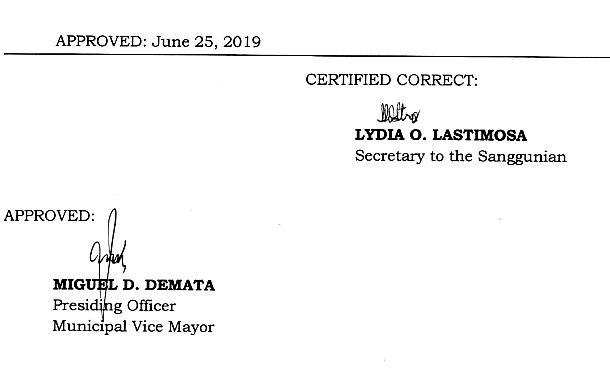 APPROVED: June 25, 2019
CERTIFIED CORRECT:
LYDIA O. LASTIMOSA
Secretary to the Sanggunian
APPROVED:
MIGUEL D. DEMATA
Presiding Officer
Municipal Vice Mayor